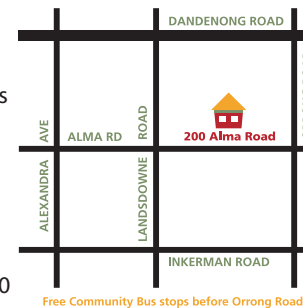 DANDENONG ROAD
S
AVE
ALMA RD
ROAD
200 Alma Road
ALEXANDRA
LANDSDOWNE
INKERMAN ROAD
0
Free Community Bus stops before Orrong Road